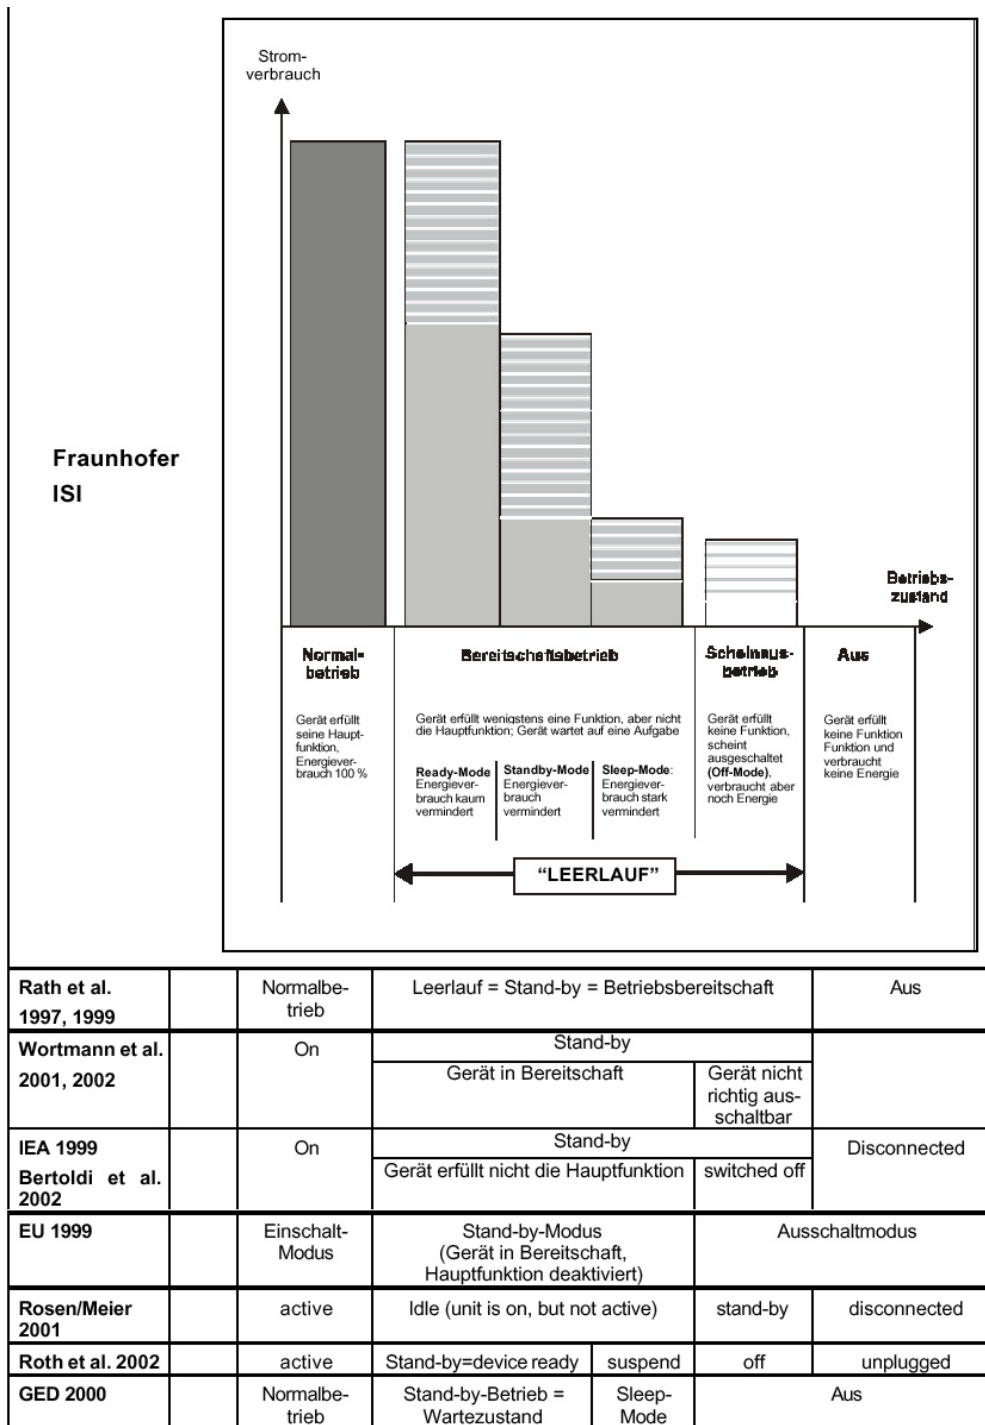 Strom-
verbrauch
Fraunhofer
ISI
Betriebs-
zustand
Normal-
betrieb
Bereitschaftsbetrieb
Scheinaus-
betrieb
Aus
Gerät erfüllt
seine Haupt-
funktion,
Energiever-
brauch 100 %
Gerät erfüllt wenigstens eine Funktion, aber nicht
die Hauptfunktion; Gerät wartet auf eine Aufgabe
Ready-Mode
Energiever-
brauch kaum
vermindert
Standby-Mode
Energiever-
brauch
vermindert
Sleep-Mode:
Energiever-
brauch stark
vermindert
Gerät erfüllt
keine Funktion,
scheint
ausgeschaltet
(Off-Mode),
verbraucht aber
noch Energie
Gerät erfüllt
keine Funktion
Funktion und
verbraucht
keine Energie
“LEERLAUF”
Rath et al.
1997, 1999
Normalbe-
trieb
Leerlauf = Stand-by = Betriebsbereitschaft
Aus
Wortmann et al.
2001, 2002
On
Stand-by
Gerät in Bereitschaft
Gerät nicht
richtig aus-
schaltbar
IEA 1999
Bertoldi et al.
2002
On
Stand-by
Gerät erfüllt nicht die Hauptfunktion
switched off
Disconnected
EU 1999
Einschalt-
Modus
Stand-by-Modus
(Gerät in Bereitschaft,
Hauptfunktion deaktiviert)
Ausschaltmodus
Rosen/Meier
2001
active
Idle (unit is on, but not active)
stand-by
disconnected
Roth et al. 2002
active
Stand-by=device ready
suspend
off
unplugged
GED 2000
Normalbe-
trieb
Stand-by-Betrieb =
Wartezustand
Sleep-
Mode
Aus